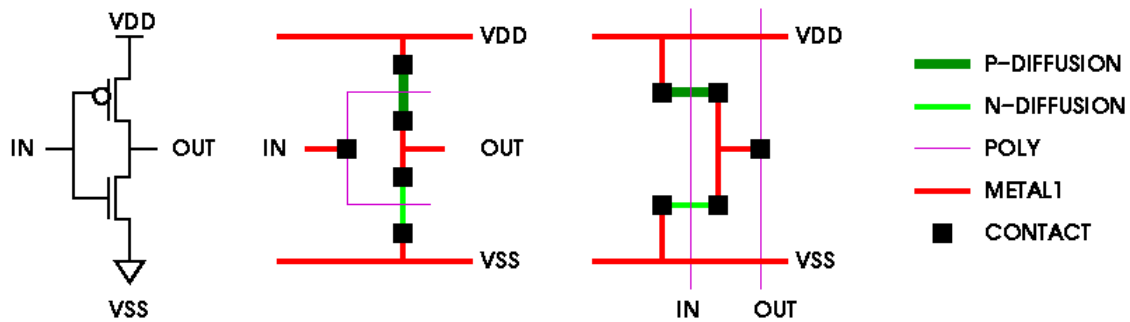 VDD
IN
OUT
VSS
VDD
IN
OUT
VSS
VDD
VSS
IN
OUT
P-DIFFUSION
N-DIFFUSION
POLY
METAL1
CONTACT